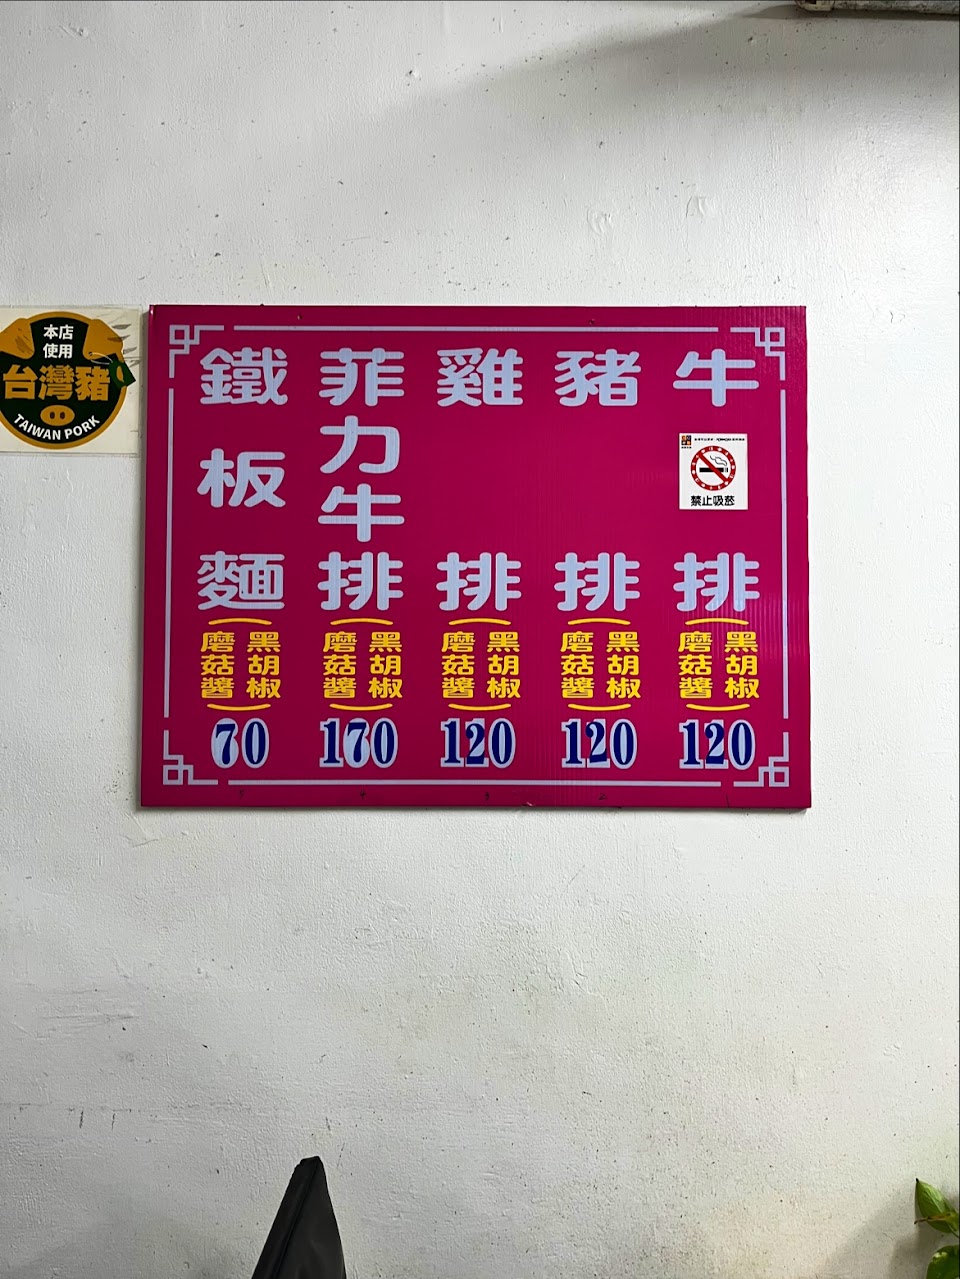 本店
使用
台灣豬
TAIWAN PORK
牛排
黑胡椒
磨菇醬
120
豬排
黑胡椒
磨菇醬
120
雞排
黑胡椒
磨菇醬
120
菲力牛排
黑胡椒
磨菇醬
170
鐵板麵
黑胡椒
磨菇醬
70
禁止吸菸